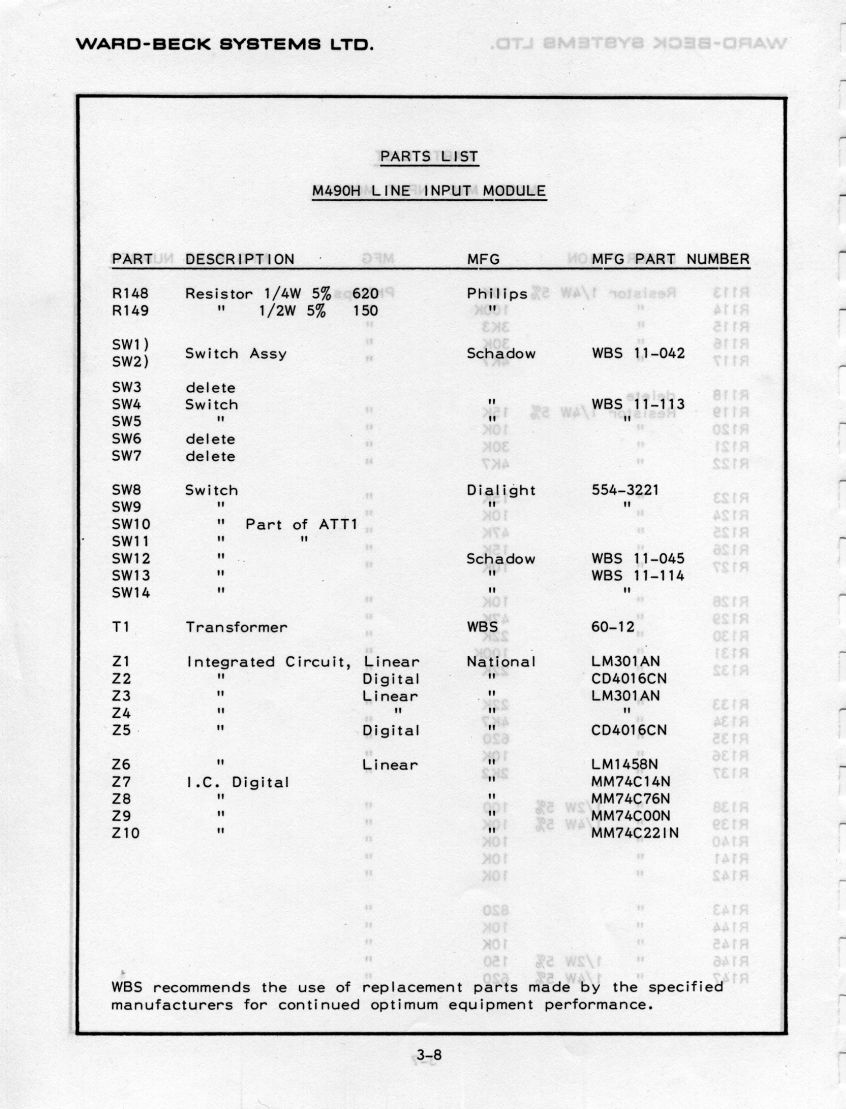 WARD-BECK SYSTEMS LTD.
PARTS LIST
M490H LINE INPUT MODULE
PART DESCRIPTION MFG MFG PART NUMBER
R148 Resistor 1/4W 5% 620 Philips
R149 " 1/2W 5% 150 "
SW1)
SW2) Switch Assy Schadow WBS 11-042
SW3 delete
SW4 Switch " WBS 11-113
SW5 " " "
SW6 delete
SW7 delete
SW8 Switch Dialight 554-3221
SW9 " " "
SW10 " Part of ATT1
SW11 " "
SW12 " Schadow WBS 11-045
SW13 " " WBS 11-114
SW14 " " "
T1 Transformer WBS 60-12
Z1 Integrated Circuit, Linear National LM301AN
Z2 " Digital " CD4016CN
Z3 " Linear " LM301AN
Z4 " " " "
Z5 " Digital " CD4016CN
Z6 " Linear " LM1458N
Z7 I.C. Digital " MM74C14N
Z8 " " MM74C76N
Z9 " " MM74C00N
Z10 " " MM74C221N
WBS recommends the use of replacement parts made by the specified
manufacturers for continued optimum equipment performance.
3-8